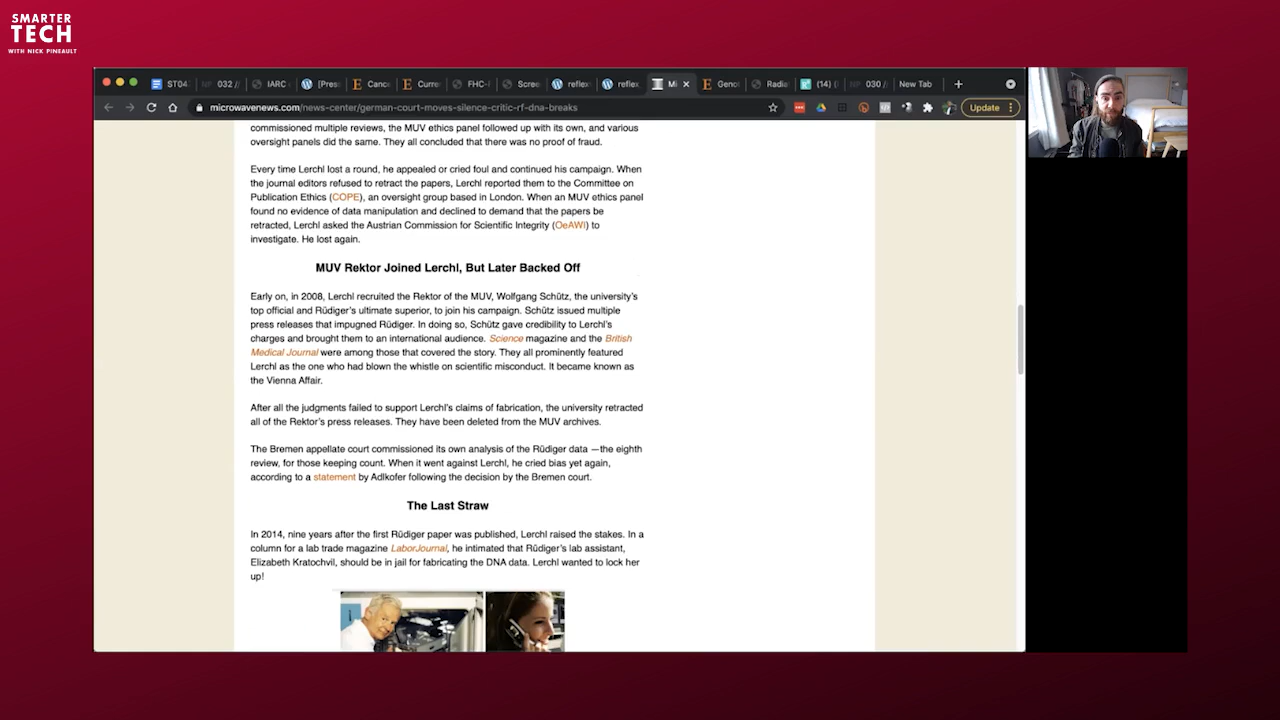 SMARTER
TECH
WITH NICK PINEAULT
ST04
032 //
IARC
[Pres
Canc
Curre
FHC-
Scree
reflex
reflex
Mi
Geno
Radia
(14) (
030 /
New Tab
microwavenews.com/news-center/german-court-moves-silence-critic-rf-dna-breaks
Update
commissioned multiple reviews, the MUV ethics panel followed up with its own, and various
oversight panels did the same. They all concluded that there was no proof of fraud.
Every time Lerchl lost a round, he appealed or cried foul and continued his campaign. When
the journal editors refused to retract the papers, Lerchl reported them to the Committee on
Publication Ethics (COPE), an oversight group based in London. When an MUV ethics panel
found no evidence of data manipulation and declined to demand that the papers be
retracted, Lerchl asked the Austrian Commission for Scientific Integrity (OeAWI) to
investigate. He lost again.
MUV Rektor Joined Lerchl, But Later Backed Off
Early on, in 2008, Lerchl recruited the Rektor of the MUV, Wolfgang Schütz, the university's
top official and Rüdiger's ultimate superior, to join his campaign. Schütz issued multiple
press releases that impugned Rüdiger. In doing so, Schütz gave credibility to Lerchl's
charges and brought them to an international audience. Science magazine and the British
Medical Journal were among those that covered the story. They all prominently featured
Lerchl as the one who had blown the whistle on scientific misconduct. It became known as
the Vienna Affair.
After all the judgments failed to support Lerchl's claims of fabrication, the university retracted
all of the Rektor's press releases. They have been deleted from the MUV archives.
The Bremen appellate court commissioned its own analysis of the Rüdiger data —the eighth
review, for those keeping count. When it went against Lerchl, he cried bias yet again,
according to a statement by Adlkofer following the decision by the Bremen court.
The Last Straw
In 2014, nine years after the first Rüdiger paper was published, Lerchl raised the stakes. In a
column for a lab trade magazine LaborJournal, he intimated that Rüdiger's lab assistant,
Elizabeth Kratochvil, should be in jail for fabricating the DNA data. Lerchl wanted to lock her
up!